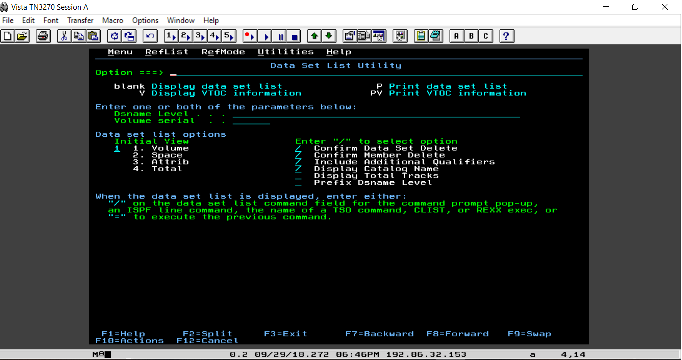 Vista TN3270 Session A
File Edit Font Transfer Macro Options Window Help
1 2 3 4 5 A B C ?
Menu RefList RefMode Utilities Help
Data Set List Utility
Option ===>
blank Display data set list P Print data set list
V Display VTOC information PV Print VTOC information
Enter one or both of the parameters below:
Dsname Level . . .
Volume serial . .
Data set list options
Initial View Enter "/" to select option
1 1. Volume / Confirm Data Set Delete
2. Space / Confirm Member Delete
3. Attrib / Include Additional Qualifiers
4. Total / Display Catalog Name
Display Total Tracks
Prefix Dsname Level
When the data set list is displayed, enter either:
"/" on the data set list command field for the command prompt pop-up,
an ISPF line command, the name of a TSO command, CLIST, or REXX exec, or
"=" to execute the previous command.
F1=Help F2=Split F3=Exit F7=Backward F8=Forward F9=Swap
F10=Actions F12=Cancel
0.2 09/29/10.272 06:46PM 192.86.32.153 a 4,14